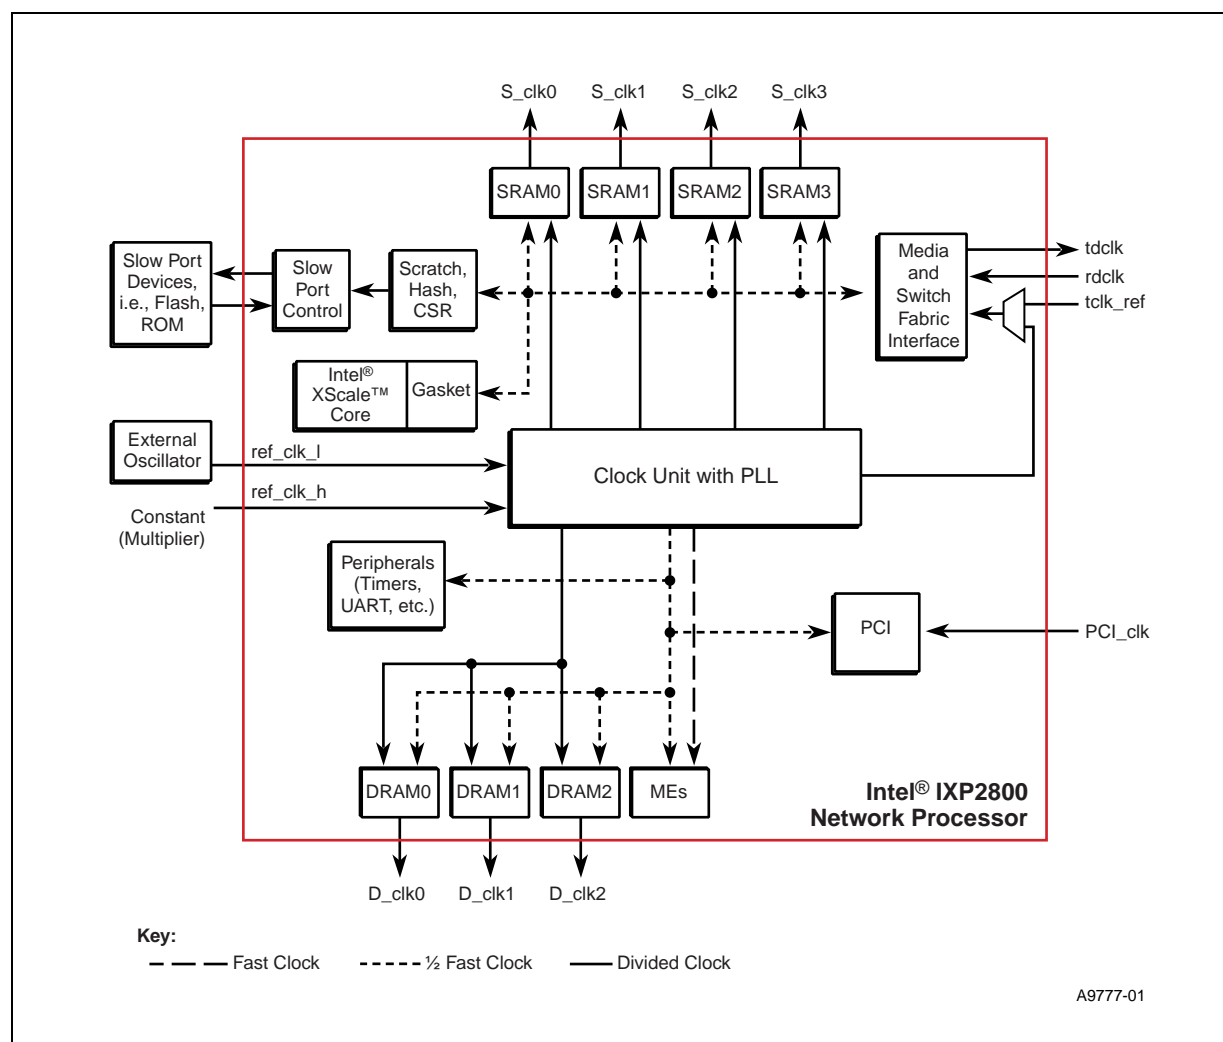 S_clk0
S_clk1
S_clk2
S_clk3
SRAM0
SRAM1
SRAM2
SRAM3
Slow Port
Devices,
i.e., Flash,
ROM
Slow
Port
Control
Scratch,
Hash,
CSR
Media
and
Switch
Fabric
Interface
tdclk
rdclk
tclk_ref
Intel®
XScale™
Core
Gasket
External
Oscillator
ref_clk_l
ref_clk_h
Constant
(Multiplier)
Clock Unit with PLL
Peripherals
(Timers,
UART, etc.)
PCI
PCI_clk
DRAM0
DRAM1
DRAM2
MEs
Intel® IXP2800
Network Processor
D_clk0
D_clk1
D_clk2
Key:
Fast Clock
½ Fast Clock
Divided Clock
A9777-01